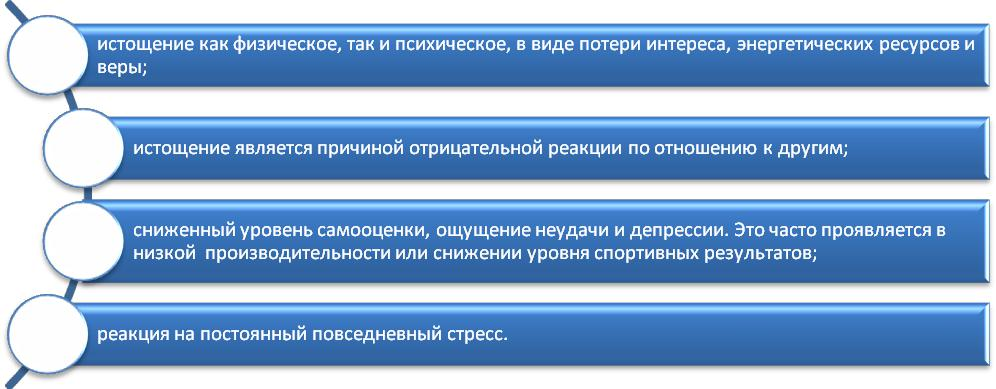 истощение как физическое, так и психическое, в виде потери интереса, энергетических ресурсов и
веры;
истощение является причиной отрицательной реакции по отношению к другим;
сниженный уровень самооценки, ощущение неудачи и депрессии. Это часто проявляется в
низкой  производительности или снижении уровня спортивных результатов;
реакция на постоянный повседневный стресс.